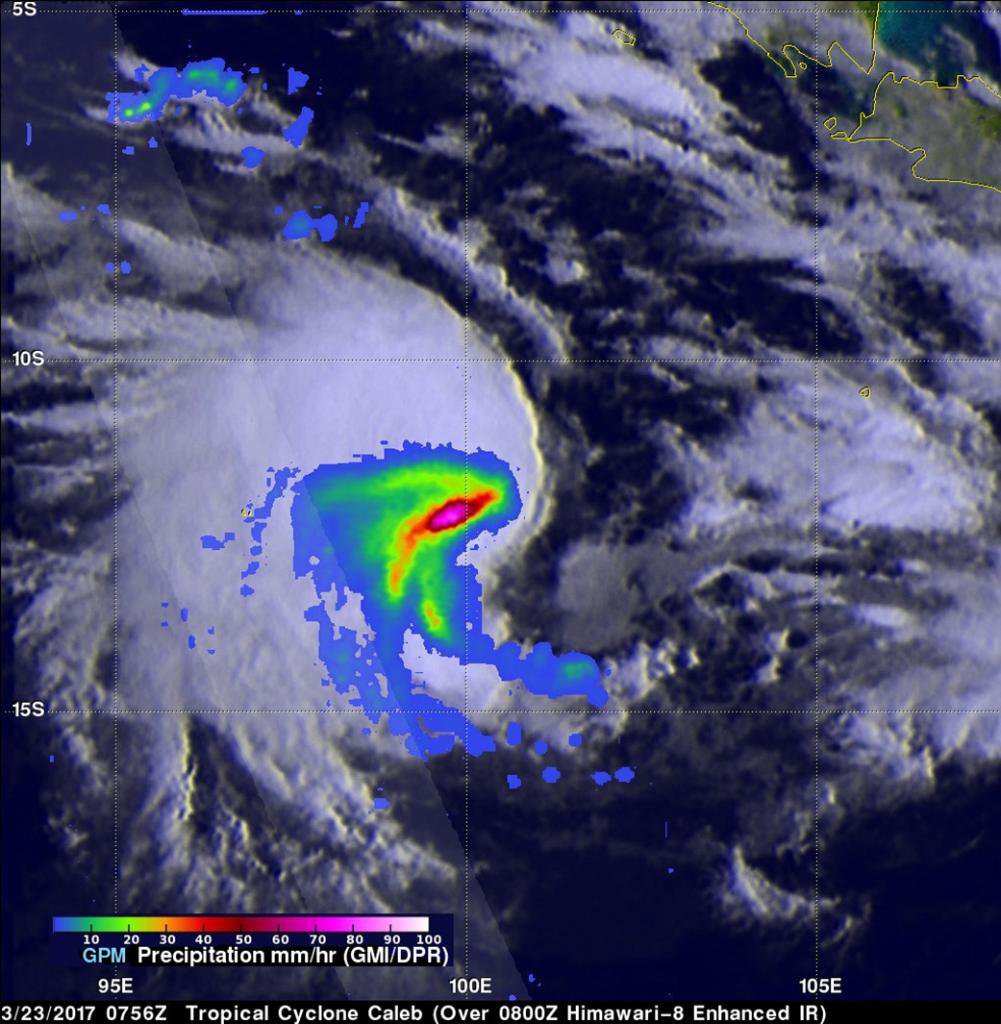 5S
10S
15S
10 20 30 40 50 60 70 80 90 100
GPM Precipitation mm/hr (GMI/DPR)
95E 100E 105E
3/23/2017 0756Z Tropical Cyclone Caleb (Over 0800Z Himawari-8 Enhanced IR)